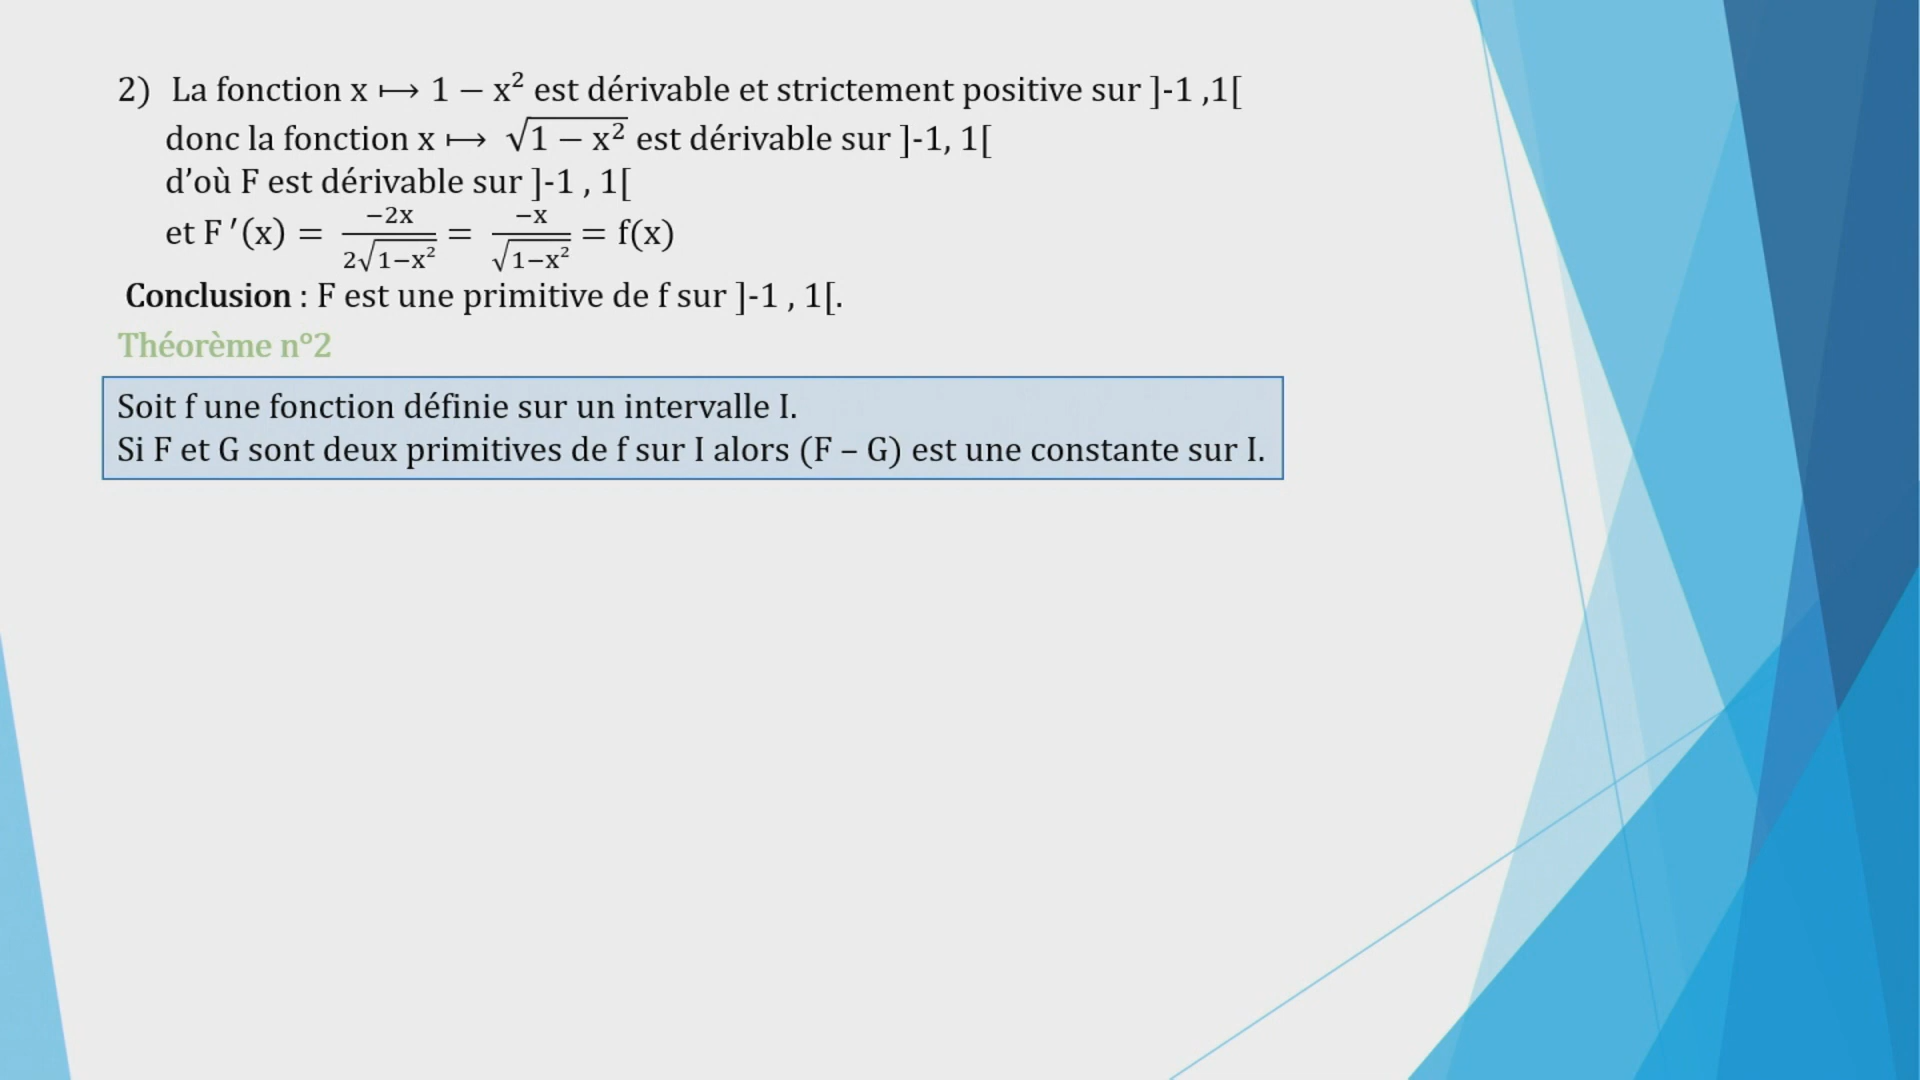 2) La fonction x ⟼ 1 − x² est dérivable et strictement positive sur ]-1 ,1[
donc la fonction x ⟼ √(1 − x²) est dérivable sur ]-1, 1[
d’où F est dérivable sur ]-1 , 1[
et F ′(x) = −2x/(2√(1−x²)) = −x/√(1−x²) = f(x)
Conclusion : F est une primitive de f sur ]-1 , 1[.
Théorème n°2
Soit f une fonction définie sur un intervalle I.
Si F et G sont deux primitives de f sur I alors (F – G) est une constante sur I.